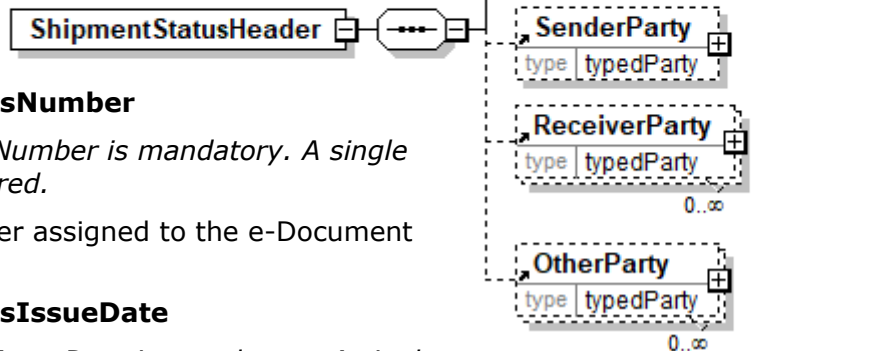 ShipmentStatusHeader
SenderParty
type typedParty
sNumber
ReceiverParty
type typedParty
0..∞
Number is mandatory. A single
red.
er assigned to the e-Document
OtherParty
type typedParty
0..∞
sIssueDate